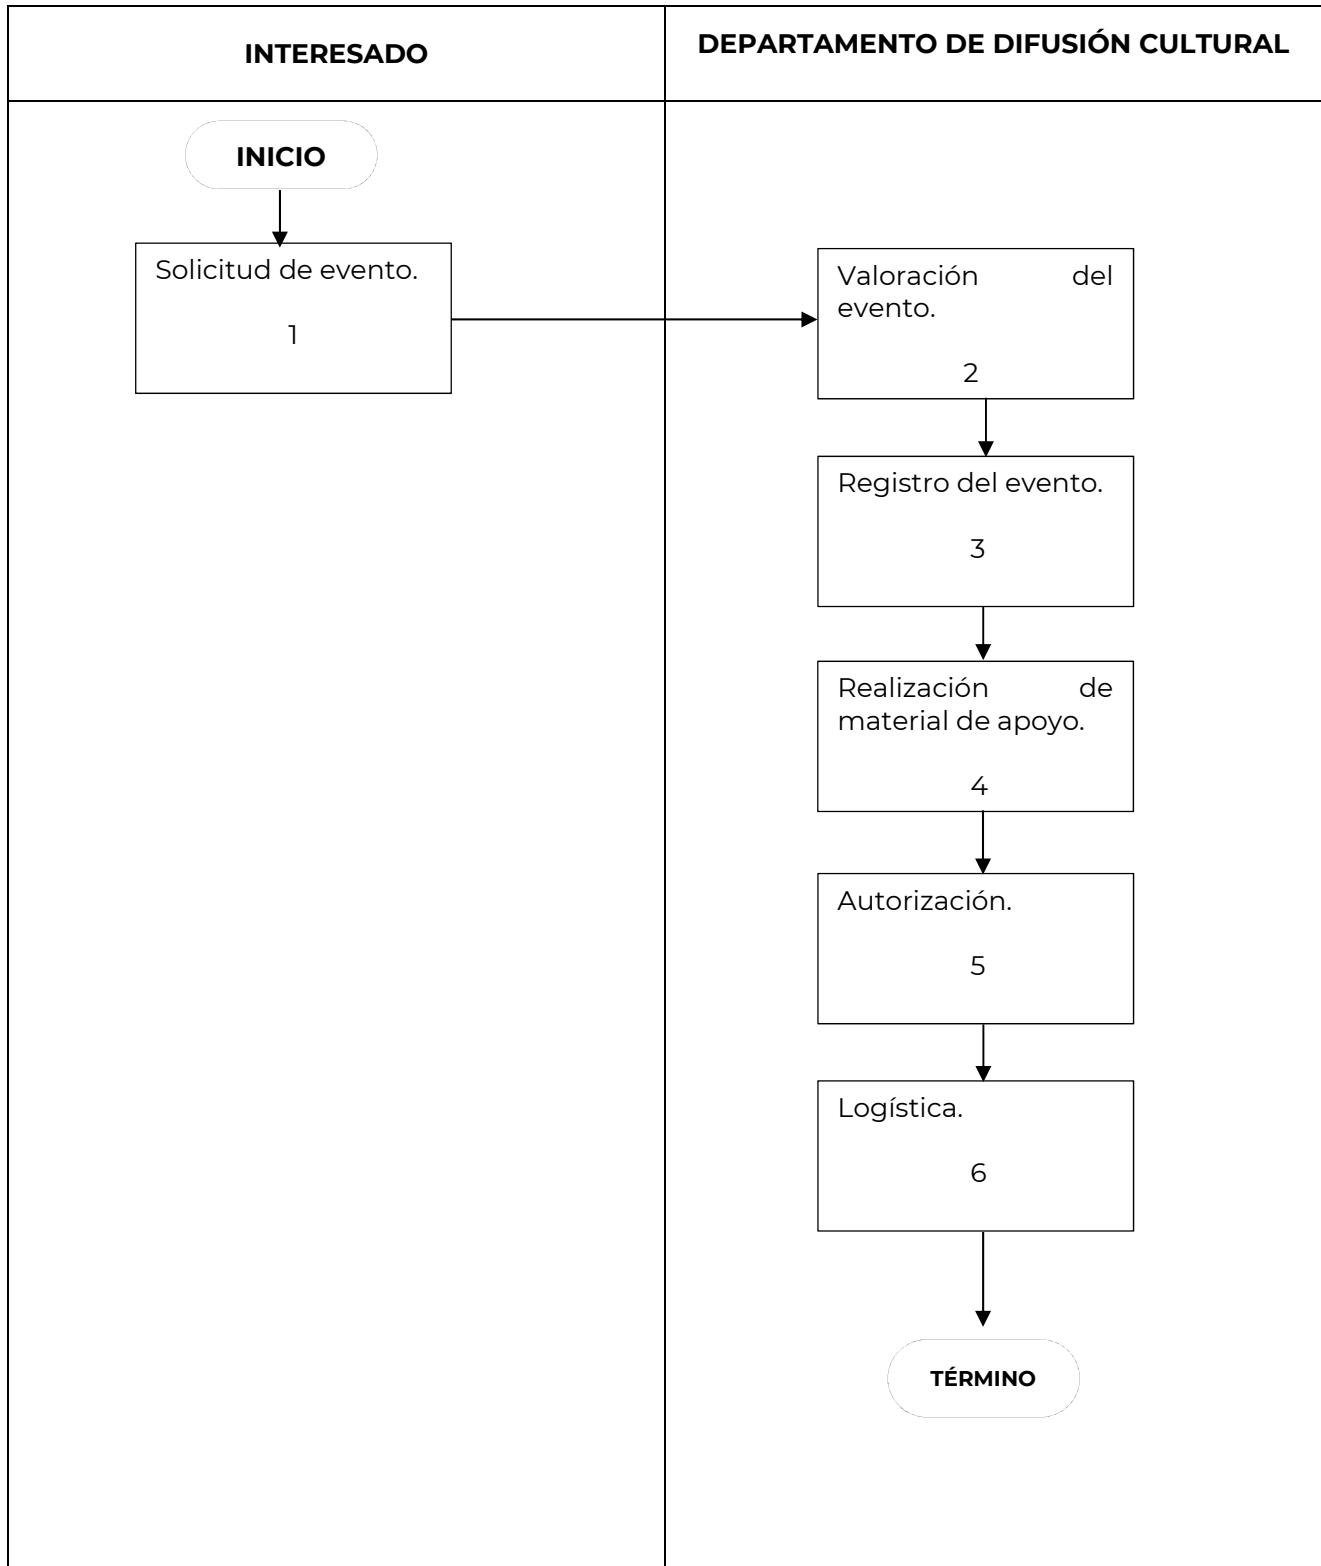 INTERESADO
DEPARTAMENTO DE DIFUSIÓN CULTURAL
INICIO
Solicitud de evento.
1
Valoración del
evento.
2
Registro del evento.
3
Realización de
material de apoyo.
4
Autorización.
5
Logística.
6
TÉRMINO